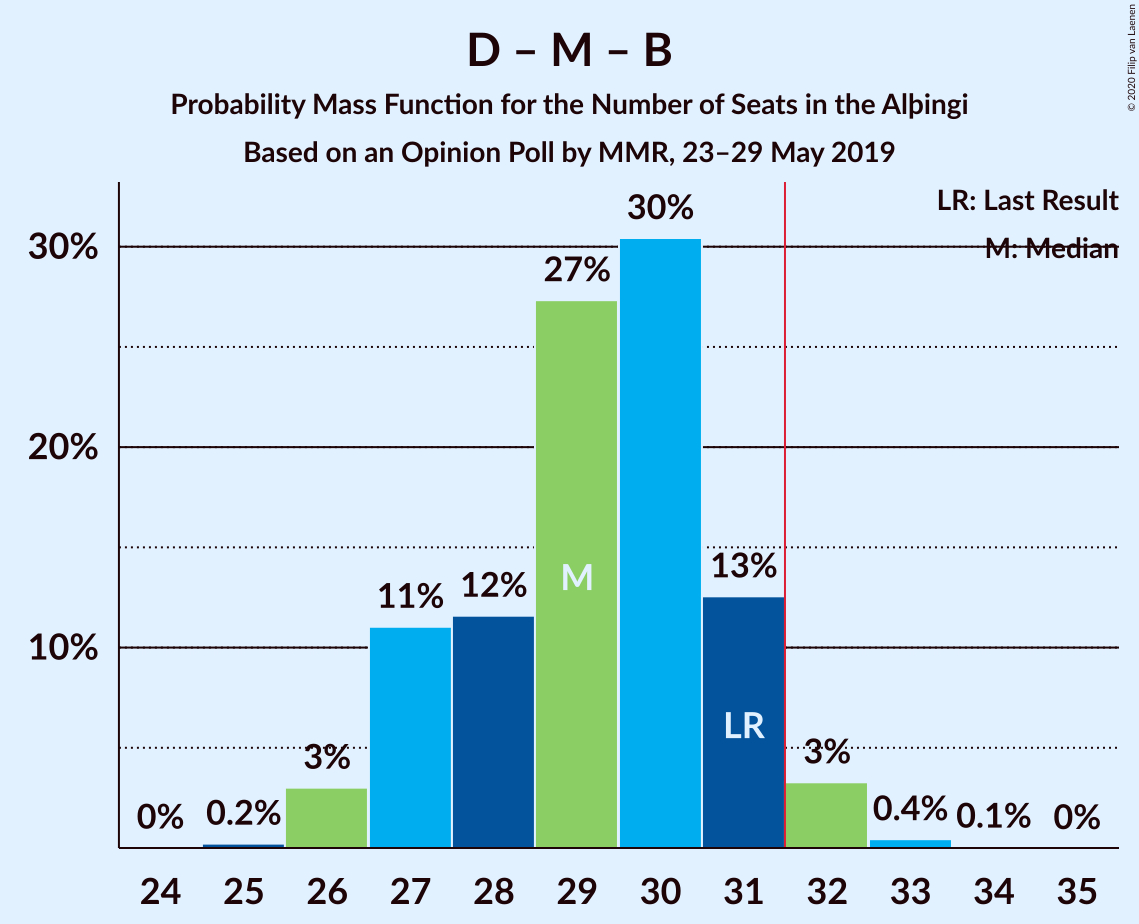 D – M – B
Probability Mass Function for the Number of Seats in the Alþingi
Based on an Opinion Poll by MMR, 23–29 May 2019
© 2020 Filip van Laenen
LR: Last Result
M: Median
30%
20%
10%
0%
0.2%
3%
11%
12%
27%
30%
13%
3%
0.4%
0.1%
0%
M
LR
24 25 26 27 28 29 30 31 32 33 34 35